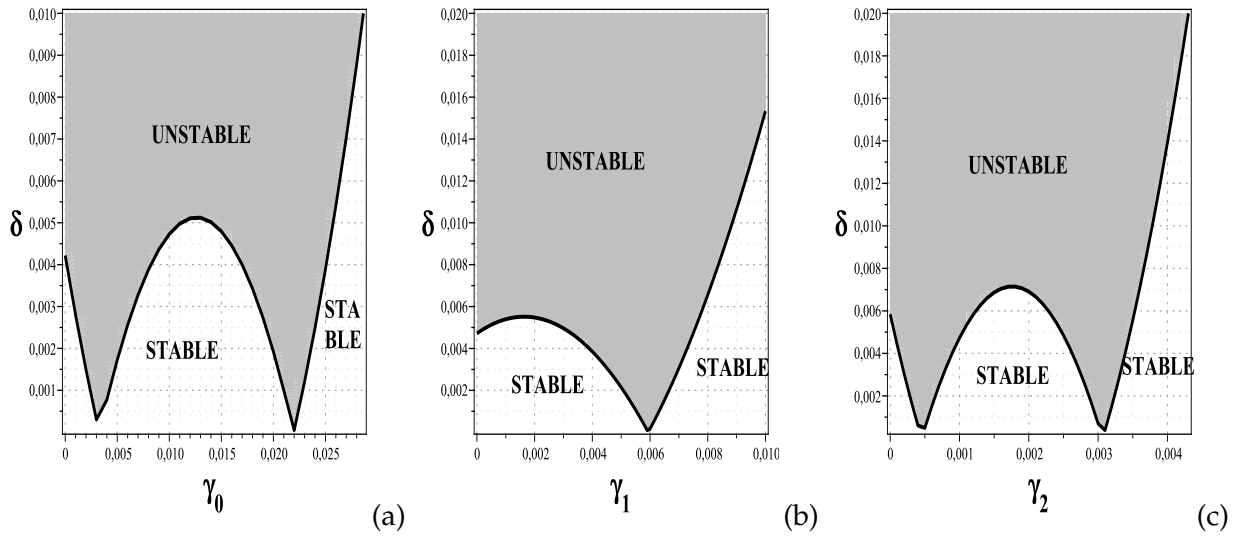 0,010
0,009
0,008
0,007
0,006
0,005
0,004
0,003
0,002
0,001
δ
UNSTABLE
STABLE
STA
BLE
0
0,005
0,010
0,015
0,020
0,025
γ0
(a)
0,020
0,018
0,016
0,014
0,012
0,010
0,008
0,006
0,004
0,002
δ
UNSTABLE
STABLE
STABLE
0
0,002
0,004
0,006
0,008
0,010
γ1
(b)
0,020
0,018
0,016
0,014
0,012
0,010
0,008
0,006
0,004
0,002
δ
UNSTABLE
STABLE
STABLE
0
0,001
0,002
0,003
0,004
γ2
(c)